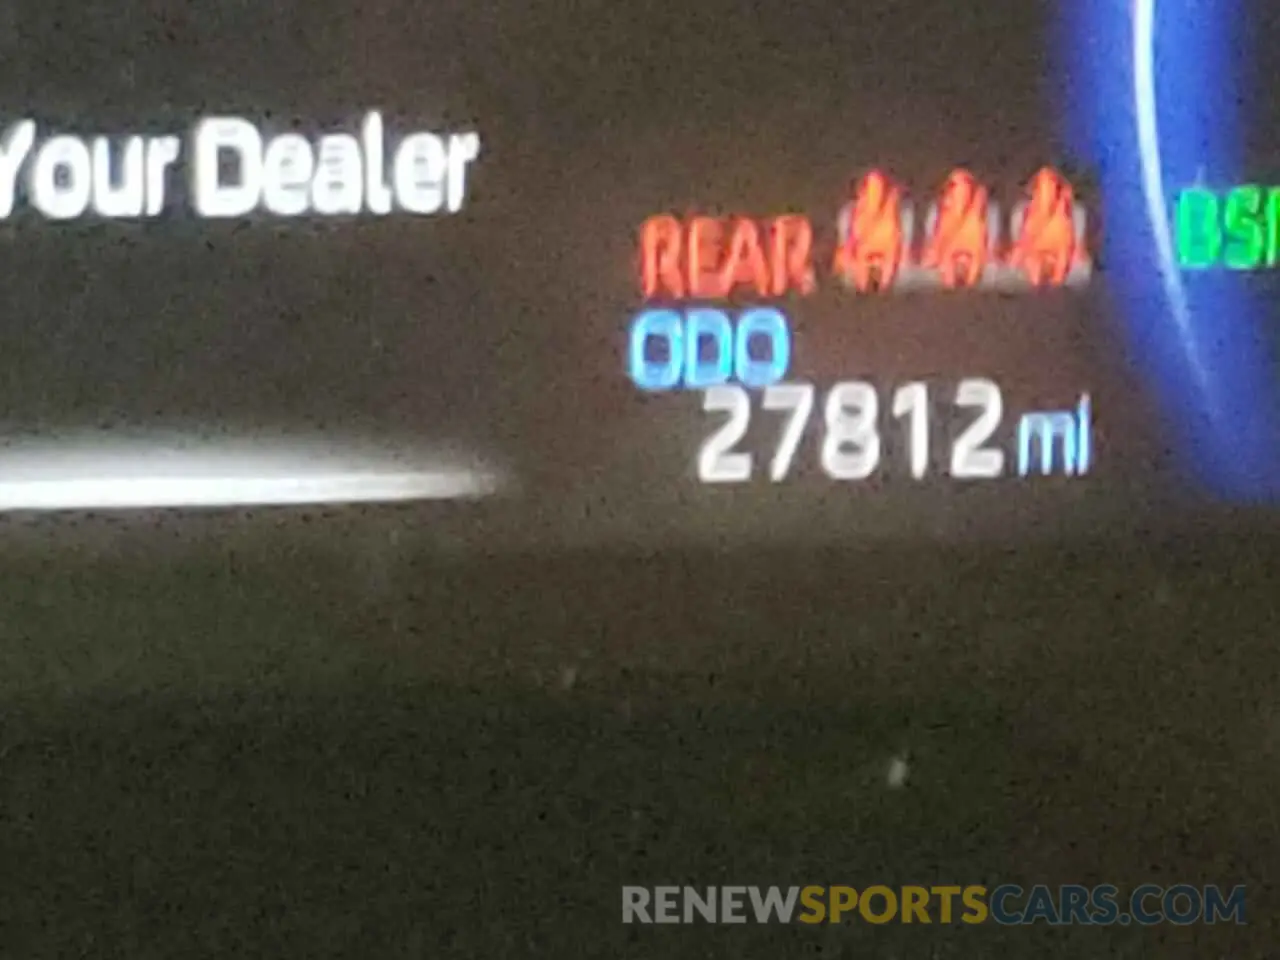 Your Dealer
REAR
ODO
27812 mi
RENEWSPORTSCARS.COM